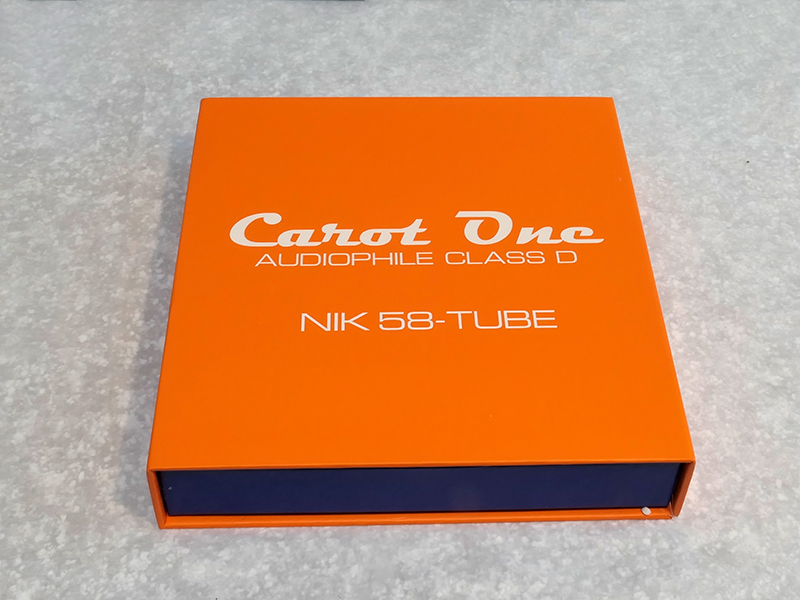 Carot One
AUDIOPHILE CLASS D
NIK 58-TUBE